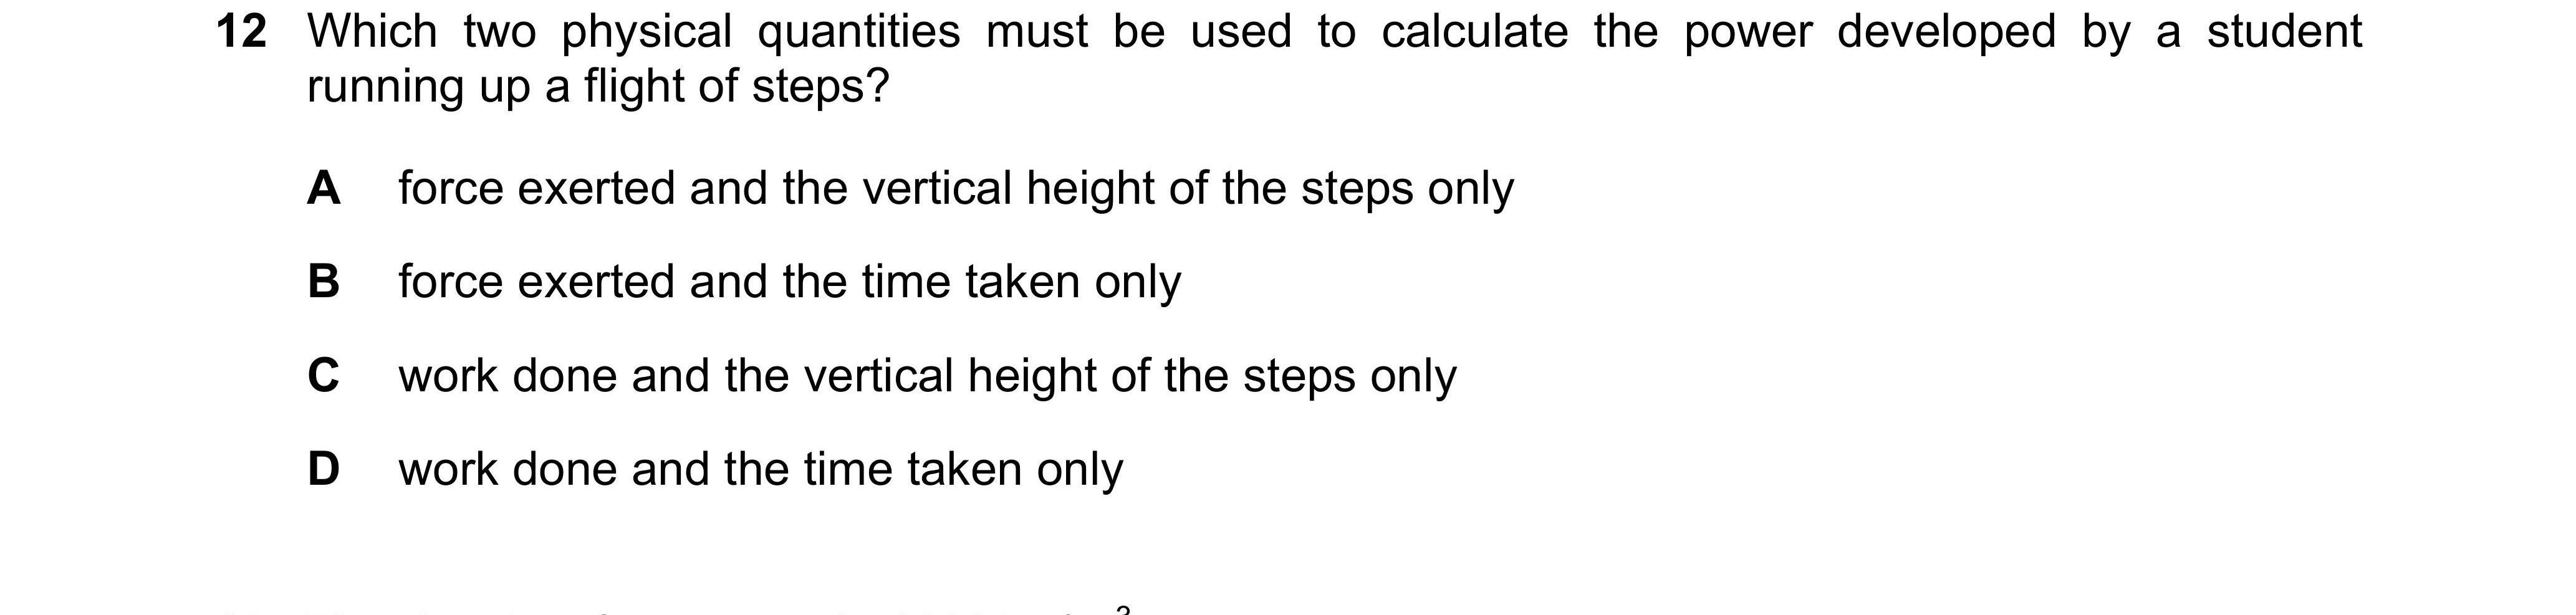 12 Which two physical quantities must be used to calculate the power developed by a student
running up a flight of steps?
A force exerted and the vertical height of the steps only
B force exerted and the time taken only
C work done and the vertical height of the steps only
D work done and the time taken only